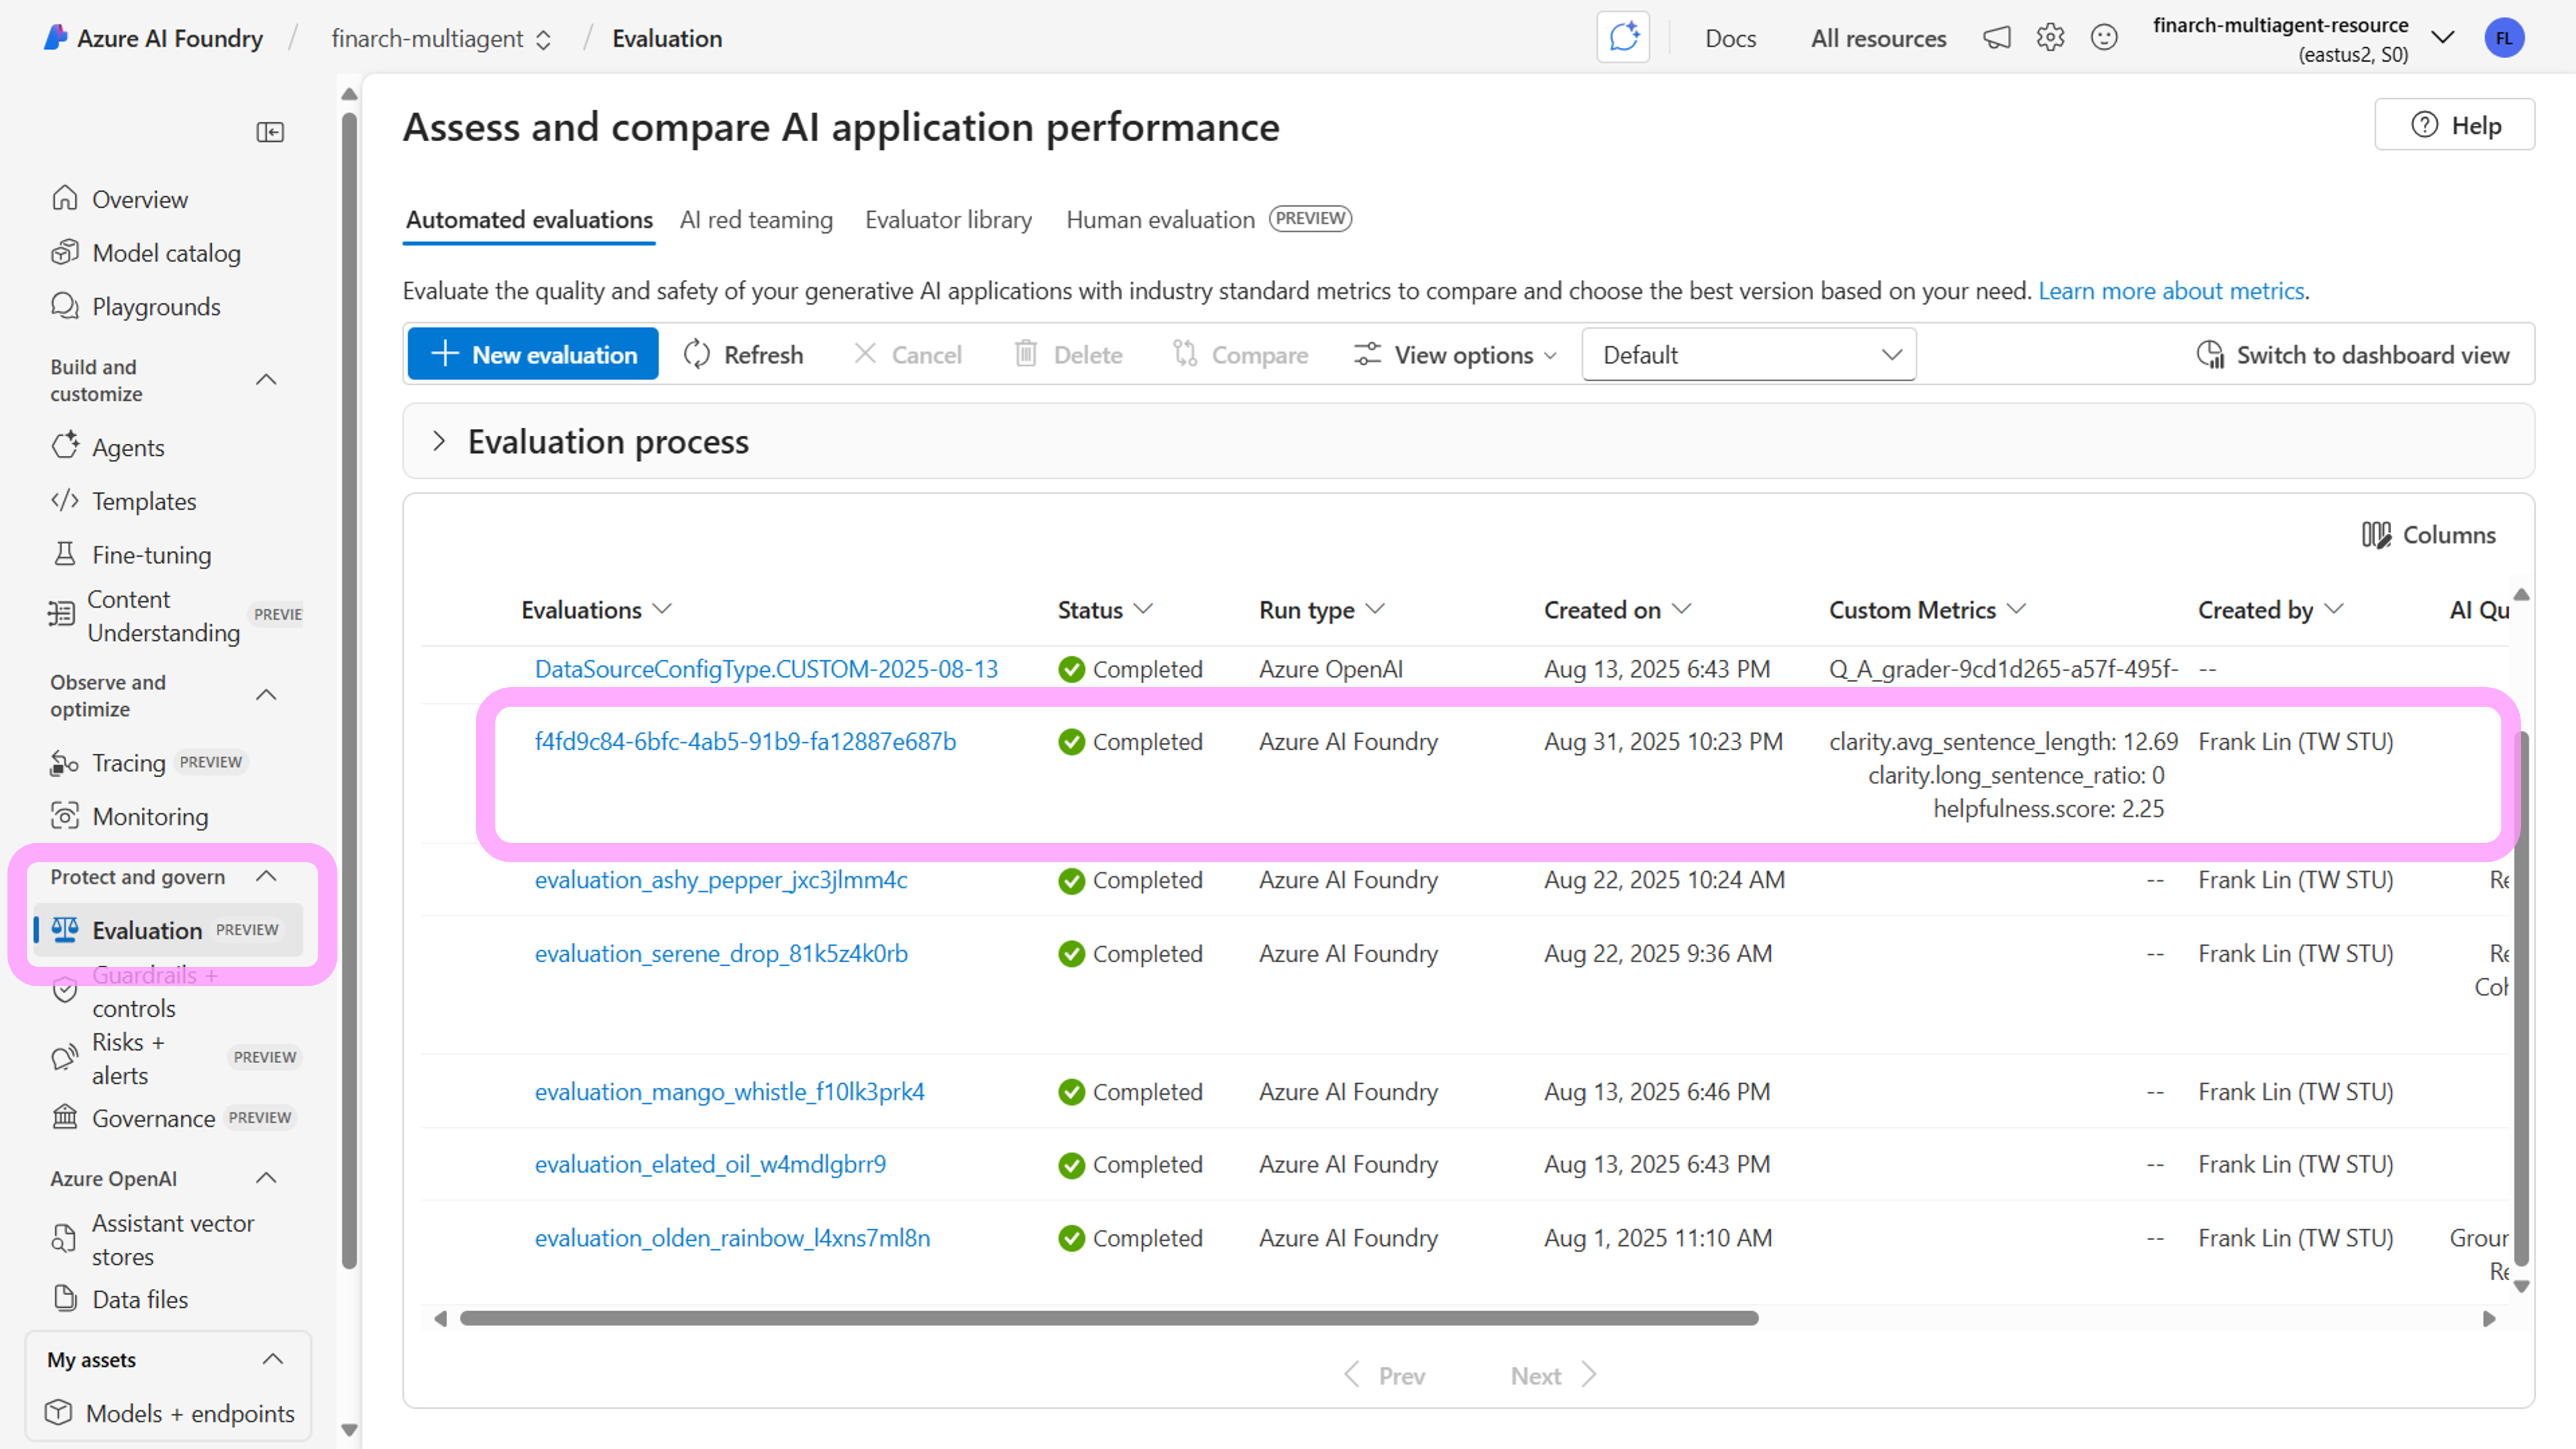 Azure AI Foundry / finarch-multiagent / Evaluation
Docs All resources finarch-multiagent-resource (eastus2, S0) FL
Overview
Model catalog
Playgrounds
Build and
customize
Agents
Templates
Fine-tuning
Content
Understanding PREVIE
Observe and
optimize
Tracing PREVIEW
Monitoring
Protect and govern
Evaluation PREVIEW
Guardrails +
controls
Risks +
alerts PREVIEW
Governance PREVIEW
Azure OpenAI
Assistant vector
stores
Data files
My assets
Models + endpoints
Assess and compare AI application performance
Help
Automated evaluations AI red teaming Evaluator library Human evaluation PREVIEW
Evaluate the quality and safety of your generative AI applications with industry standard metrics to compare and choose the best version based on your need. Learn more about metrics.
New evaluation Refresh Cancel Delete Compare View options Default Switch to dashboard view
Evaluation process
Columns
Evaluations Status Run type Created on Custom Metrics Created by AI Qu
DataSourceConfigType.CUSTOM-2025-08-13 Completed Azure OpenAI Aug 13, 2025 6:43 PM Q_A_grader-9cd1d265-a57f-495f- --
f4fd9c84-6bfc-4ab5-91b9-fa12887e687b Completed Azure AI Foundry Aug 31, 2025 10:23 PM clarity.avg_sentence_length: 12.69 Frank Lin (TW STU)
clarity.long_sentence_ratio: 0
helpfulness.score: 2.25
evaluation_ashy_pepper_jxc3jlmm4c Completed Azure AI Foundry Aug 22, 2025 10:24 AM -- Frank Lin (TW STU) Re
evaluation_serene_drop_81k5z4k0rb Completed Azure AI Foundry Aug 22, 2025 9:36 AM -- Frank Lin (TW STU) Re
Coh
evaluation_mango_whistle_f10lk3prk4 Completed Azure AI Foundry Aug 13, 2025 6:46 PM -- Frank Lin (TW STU)
evaluation_elated_oil_w4mdlgbrr9 Completed Azure AI Foundry Aug 13, 2025 6:43 PM -- Frank Lin (TW STU)
evaluation_olden_rainbow_l4xns7ml8n Completed Azure AI Foundry Aug 1, 2025 11:10 AM -- Frank Lin (TW STU) Groun
Re
Prev Next